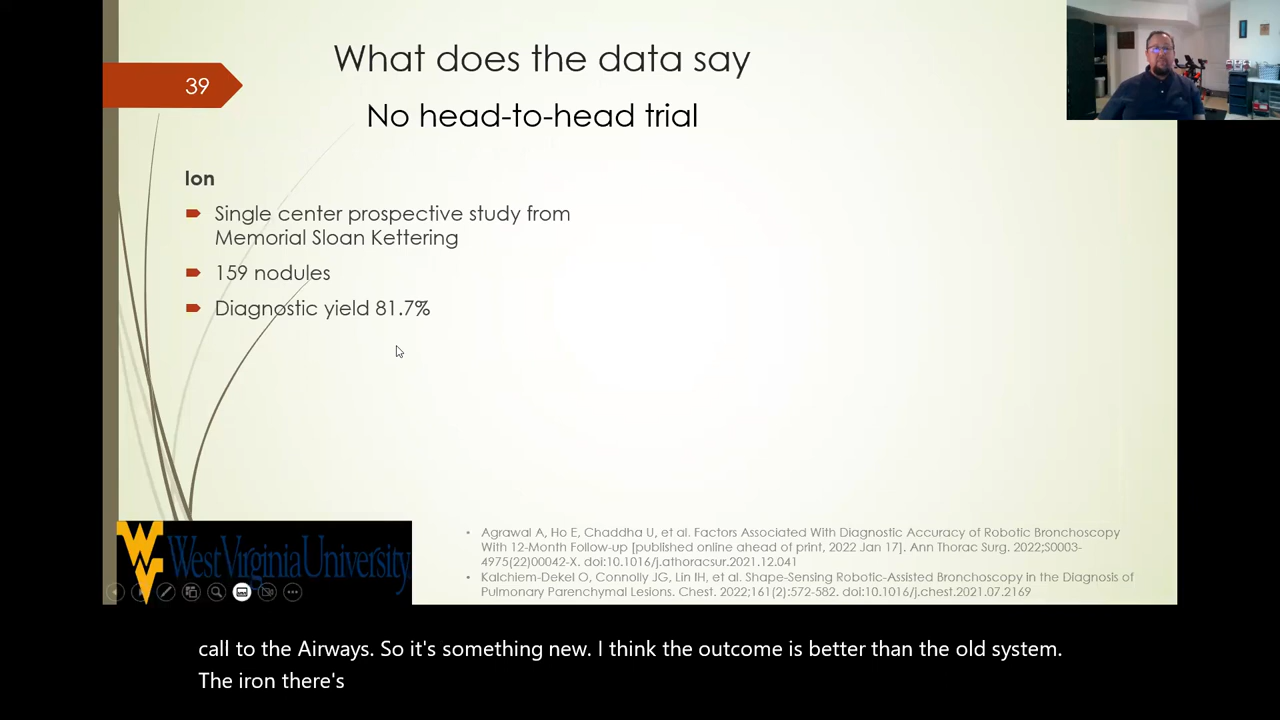 39
What does the data say
No head-to-head trial
Ion
Single center prospective study from
Memorial Sloan Kettering
159 nodules
Diagnostic yield 81.7%
• Agrawal A, Ho E, Chaddha U, et al. Factors Associated With Diagnostic Accuracy of Robotic Bronchoscopy
With 12-Month Follow-up [published online ahead of print, 2022 Jan 17]. Ann Thorac Surg. 2022;S0003-
4975(22)00042-X. doi:10.1016/j.athoracsur.2021.12.041
• Kalchiem-Dekel O, Connolly JG, Lin IH, et al. Shape-Sensing Robotic-Assisted Bronchoscopy in the Diagnosis of
Pulmonary Parenchymal Lesions. Chest. 2022;161(2):572-582. doi:10.1016/j.chest.2021.07.2169
WestVirginiaUniversity
call to the Airways. So it's something new. I think the outcome is better than the old system.
The iron there's